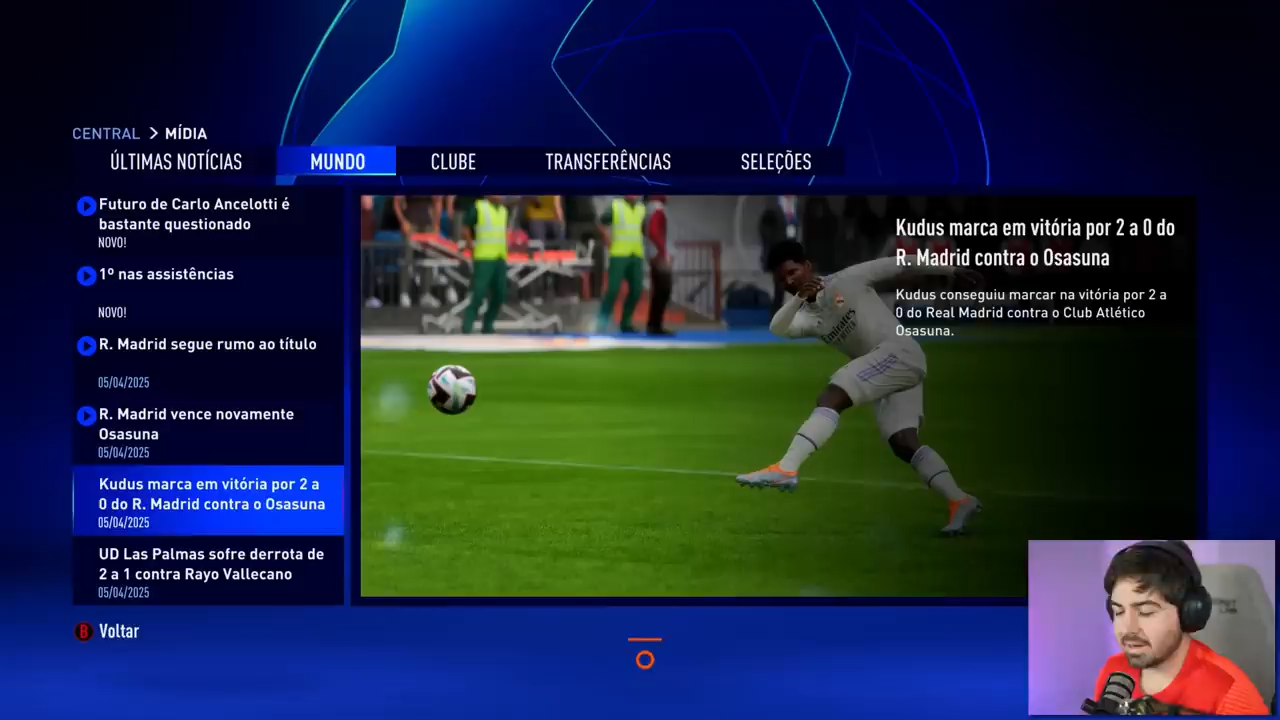 CENTRAL > MÍDIA
ÚLTIMAS NOTÍCIAS MUNDO CLUBE TRANSFERÊNCIAS SELEÇÕES
Futuro de Carlo Ancelotti é
bastante questionado
NOVO!
1º nas assistências
NOVO!
R. Madrid segue rumo ao título
05/04/2025
R. Madrid vence novamente
Osasuna
05/04/2025
Kudus marca em vitória por 2 a
0 do R. Madrid contra o Osasuna
05/04/2025
UD Las Palmas sofre derrota de
2 a 1 contra Rayo Vallecano
05/04/2025
Kudus marca em vitória por 2 a 0 do
R. Madrid contra o Osasuna
Kudus conseguiu marcar na vitória por 2 a
0 do Real Madrid contra o Club Atlético
Osasuna.
Emirates
B Voltar